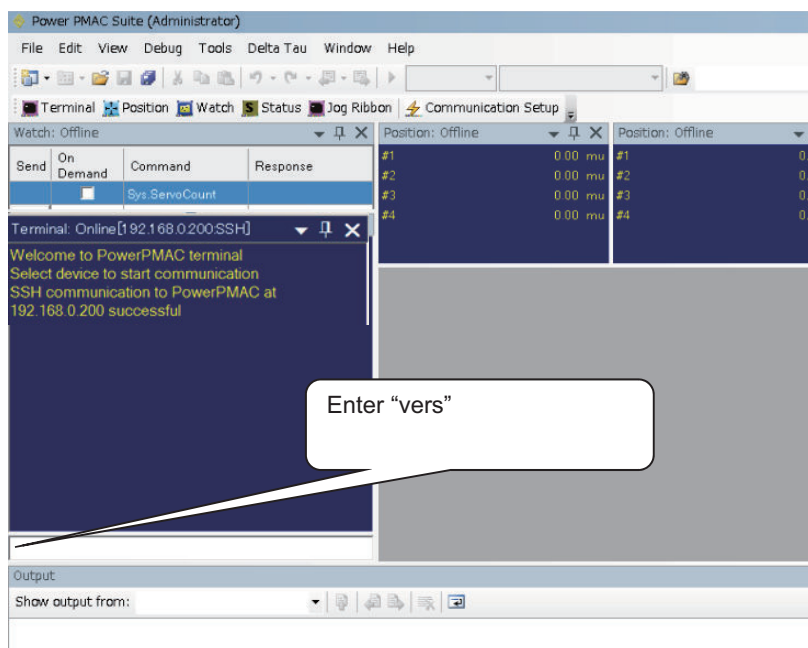 Power PMAC Suite (Administrator)
File Edit View Debug Tools Delta Tau Window Help
Terminal Position Watch Status Jog Ribbon Communication Setup
Watch: Offline
Send On Demand Command Response
Sys.ServoCount
Position: Offline
#1 0.00 mu
#2 0.00 mu
#3 0.00 mu
#4 0.00 mu
Position: Offline
#1 0.
#2 0.
#3 0.
#4 0.
Terminal: Online[192.168.0.200:SSH]
Welcome to PowerPMAC terminal
Select device to start communication
SSH communication to PowerPMAC at
192.168.0.200 successful
Enter “vers”
Output
Show output from: